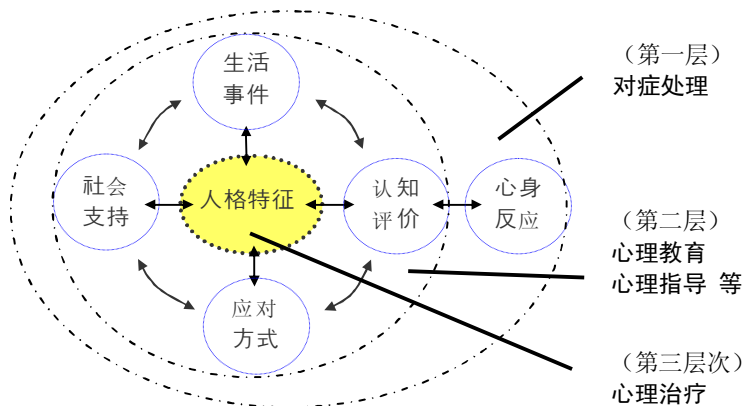 生活
事件
社会
支持
人格特征
认知
评价
心身
反应
应对
方式
（第一层）
对症处理
（第二层）
心理教育
心理指导 等
（第三层次）
心理治疗